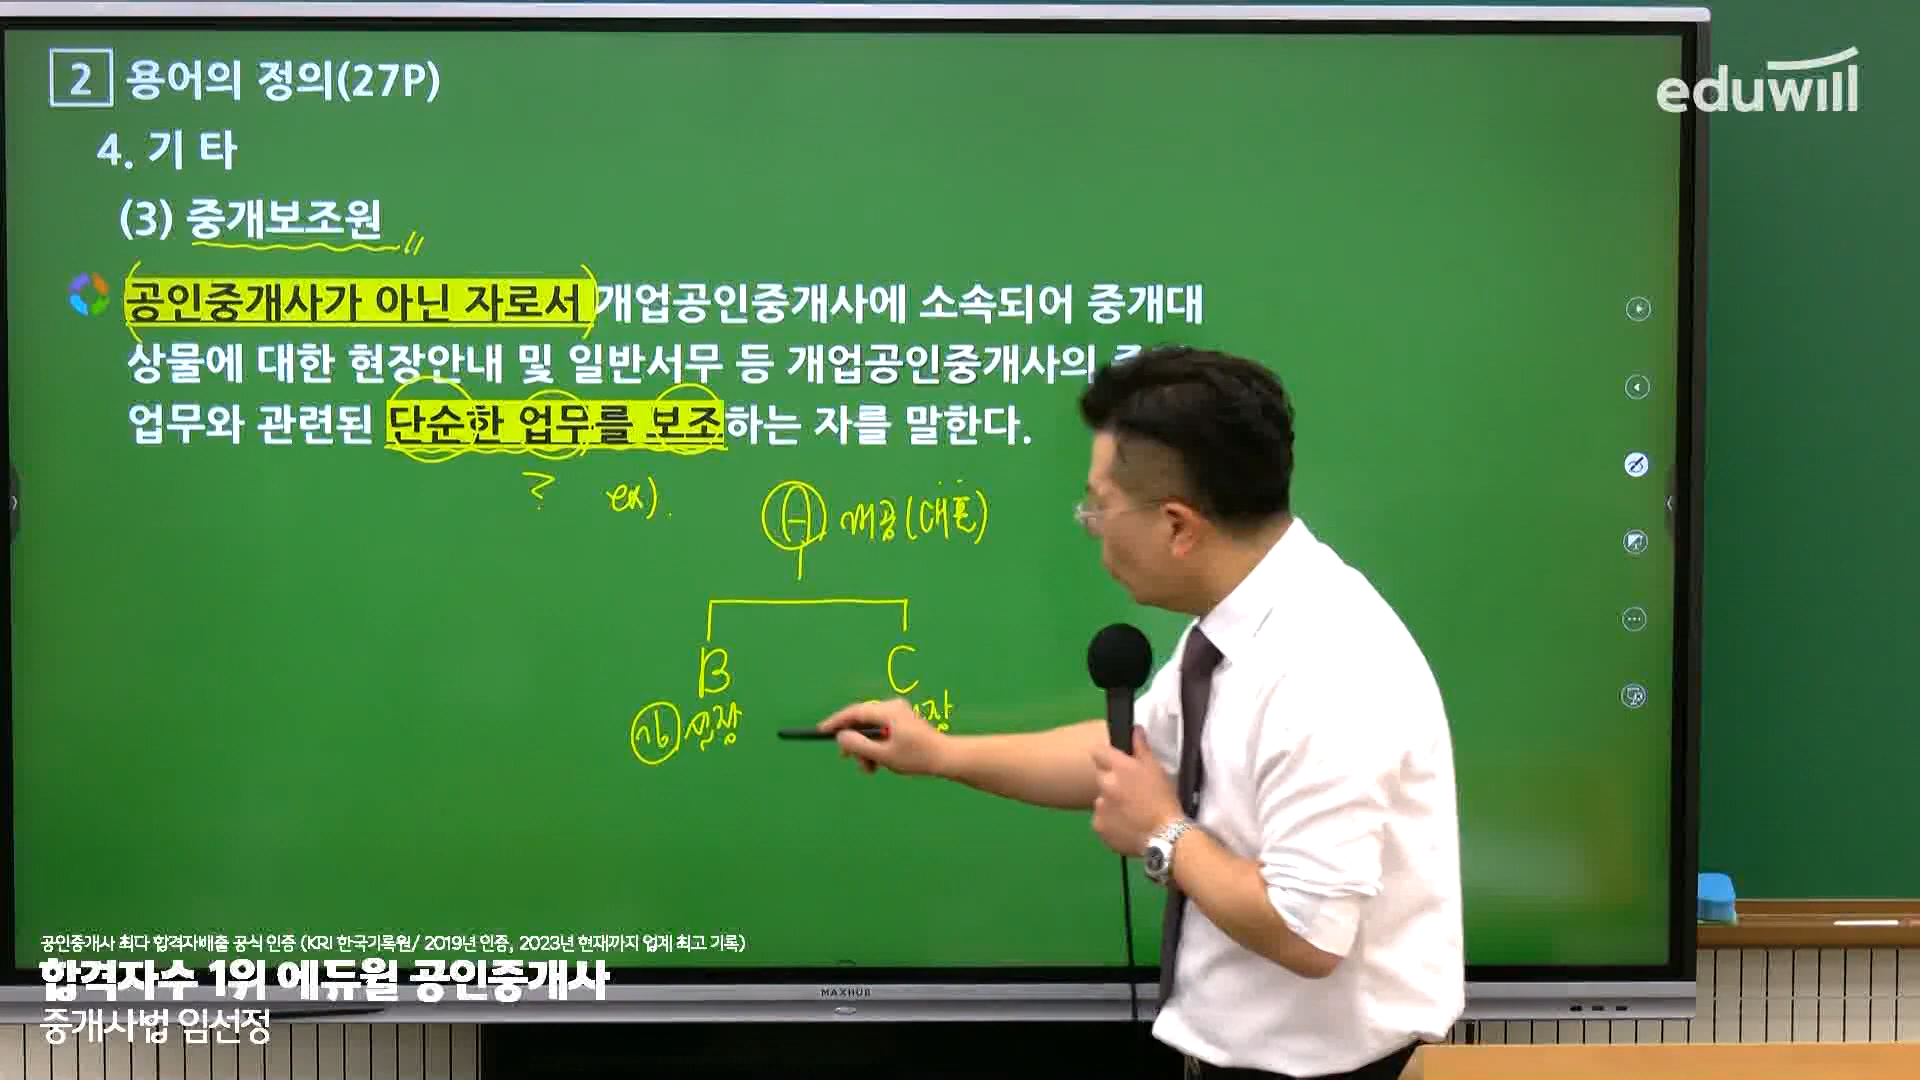 2 용어의 정의(27P)
eduwill
4. 기 타
(3) 중개보조원
공인중개사가 아닌 자로서 개업공인중개사에 소속되어 중개대
상물에 대한 현장안내 및 일반서무 등 개업공인중개사의
업무와 관련된 단순한 업무를 보조하는 자를 말한다.
? ex).
A 개공(대표)
B C
실장 장
공인중개사 최다 합격자배출 공식 인증 (KRI 한국기록원/ 2019년 인증, 2023년 현재까지 업계 최고 기록)
합격자수 1위 에듀윌 공인중개사
중개사법 임선정
MAXHUB